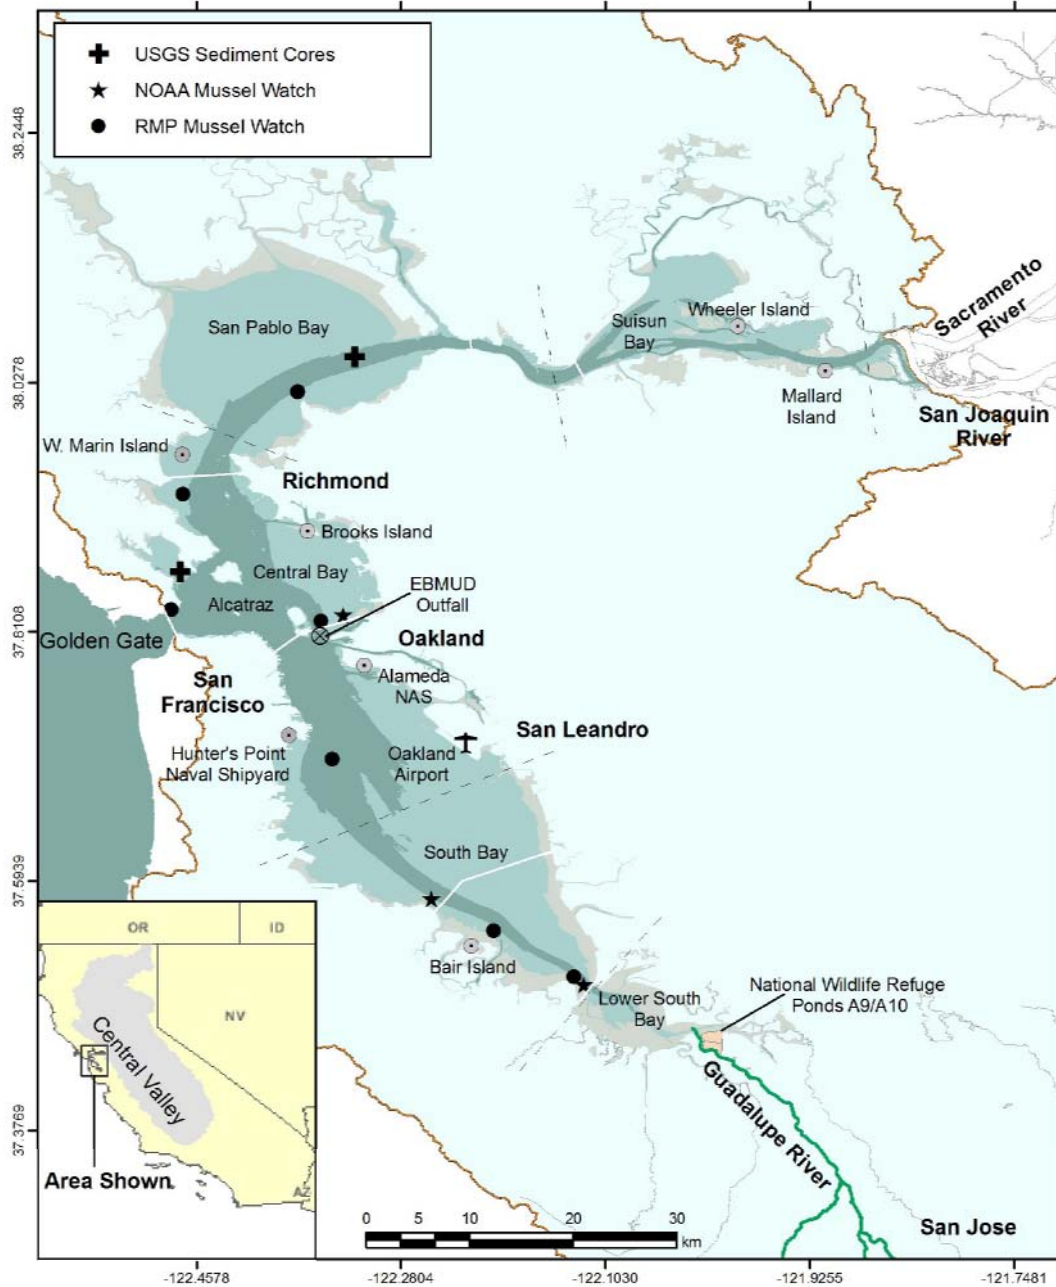 USGS Sediment Cores
NOAA Mussel Watch
RMP Mussel Watch
38.2448
38.0278
37.8108
37.5939
37.3769
San Pablo Bay
Suisun
Bay
Wheeler Island
Sacramento
River
Mallard
Island
San Joaquin
River
W. Marin Island
Richmond
Brooks Island
Central Bay
EBMUD
Outfall
Alcatraz
Golden Gate
Oakland
Alameda
NAS
San
Francisco
San Leandro
Hunter's Point
Naval Shipyard
Oakland
Airport
South Bay
Bair Island
Lower South
Bay
National Wildlife Refuge
Ponds A9/A10
Guadalupe River
San Jose
OR
ID
NV
Central Valley
Area Shown
AZ
0 5 10 20 30
km
-122.4578 -122.2804 -122.1030 -121.9255 -121.7481